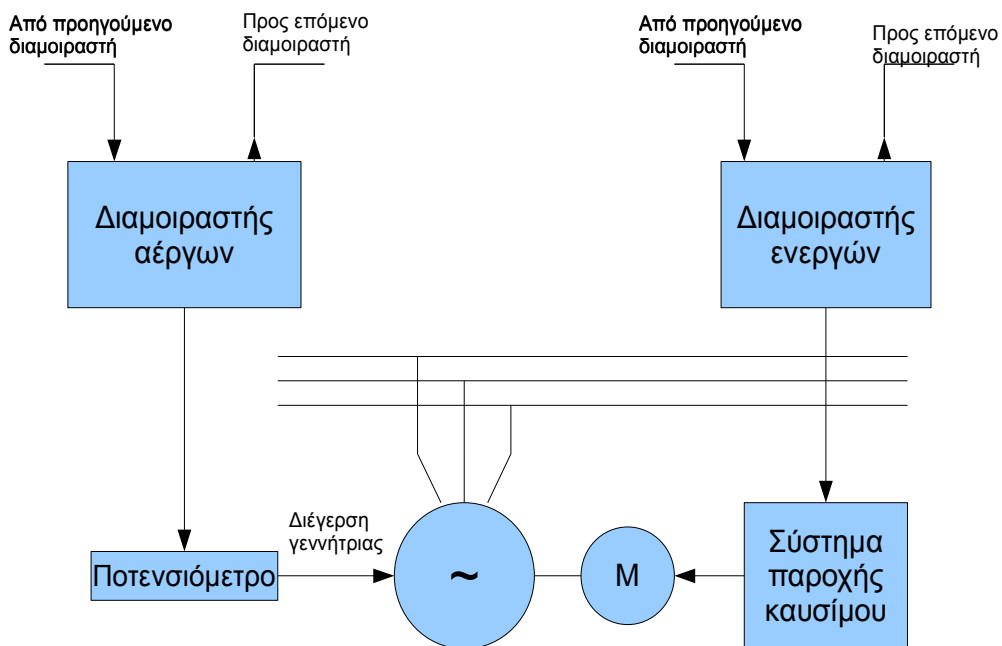 Από προηγούμενο
διαμοιραστή
Προς επόμενο
διαμοιραστή
Από προηγούμενο
διαμοιραστή
Προς επόμενο
διαμοιραστή
Διαμοιραστής
αέργων
Διαμοιραστής
ενεργών
Διέγερση
γεννήτριας
Ποτενσιόμετρο
~
Μ
Σύστημα
παροχής
καυσίμου